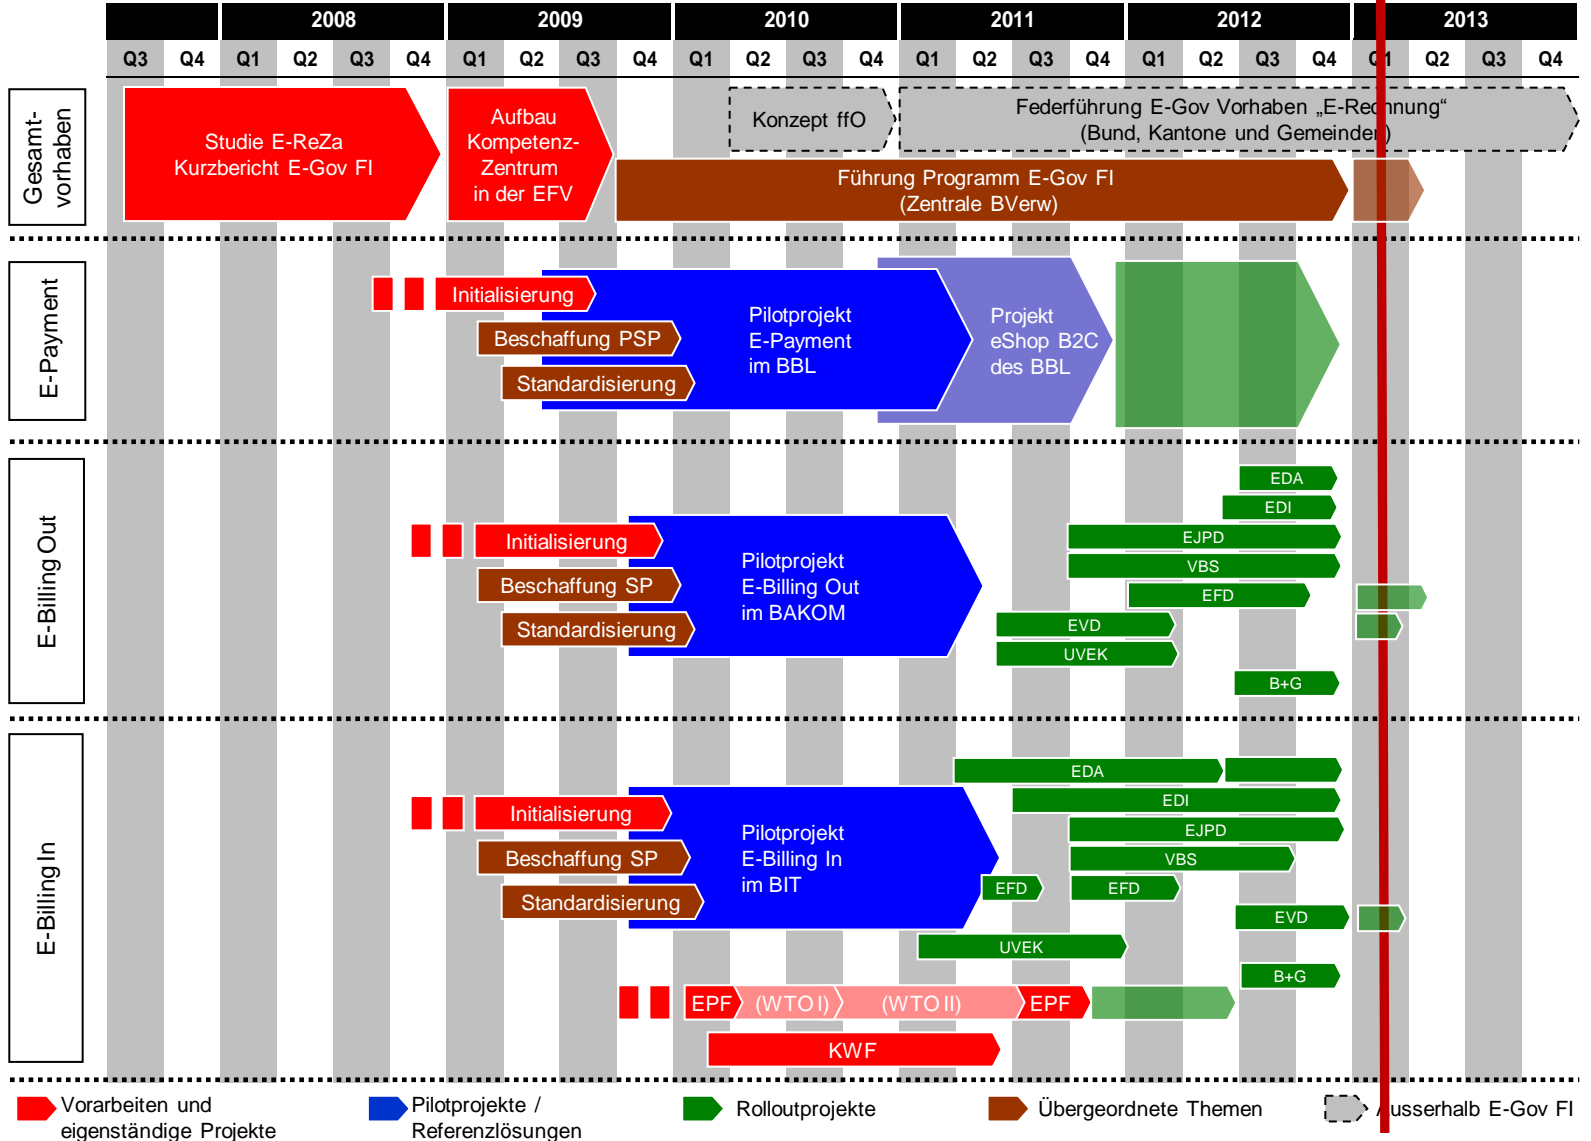 2008 2009 2010 2011 2012 2013
Q3 Q4 Q1 Q2 Q3 Q4 Q1 Q2 Q3 Q4 Q1 Q2 Q3 Q4 Q1 Q2 Q3 Q4 Q1 Q2 Q3 Q4 Q1 Q2 Q3 Q4
Gesamt-
vorhaben
Studie E-ReZa
Kurzbericht E-Gov FI
Aufbau
Kompetenz-
Zentrum
in der EFV
Konzept ffO
Federführung E-Gov Vorhaben „E-Rechnung“
(Bund, Kantone und Gemeinden)
Führung Programm E-Gov FI
(Zentrale BVerw)
E-Payment
Initialisierung
Beschaffung PSP
Standardisierung
Pilotprojekt
E-Payment
im BBL
Projekt
eShop B2C
des BBL
E-Billing Out
Initialisierung
Beschaffung SP
Standardisierung
Pilotprojekt
E-Billing Out
im BAKOM
EDA
EDI
EJPD
VBS
EFD
EVD
UVEK
B+G
E-Billing In
Initialisierung
Beschaffung SP
Standardisierung
Pilotprojekt
E-Billing In
im BIT
EDA
EDI
EJPD
VBS
EFD EFD
EVD
UVEK
B+G
EPF (WTO I) (WTO II) EPF
KWF
Vorarbeiten und
eigenständige Projekte
Pilotprojekte /
Referenzlösungen
Rolloutprojekte
Übergeordnete Themen
Ausserhalb E-Gov FI